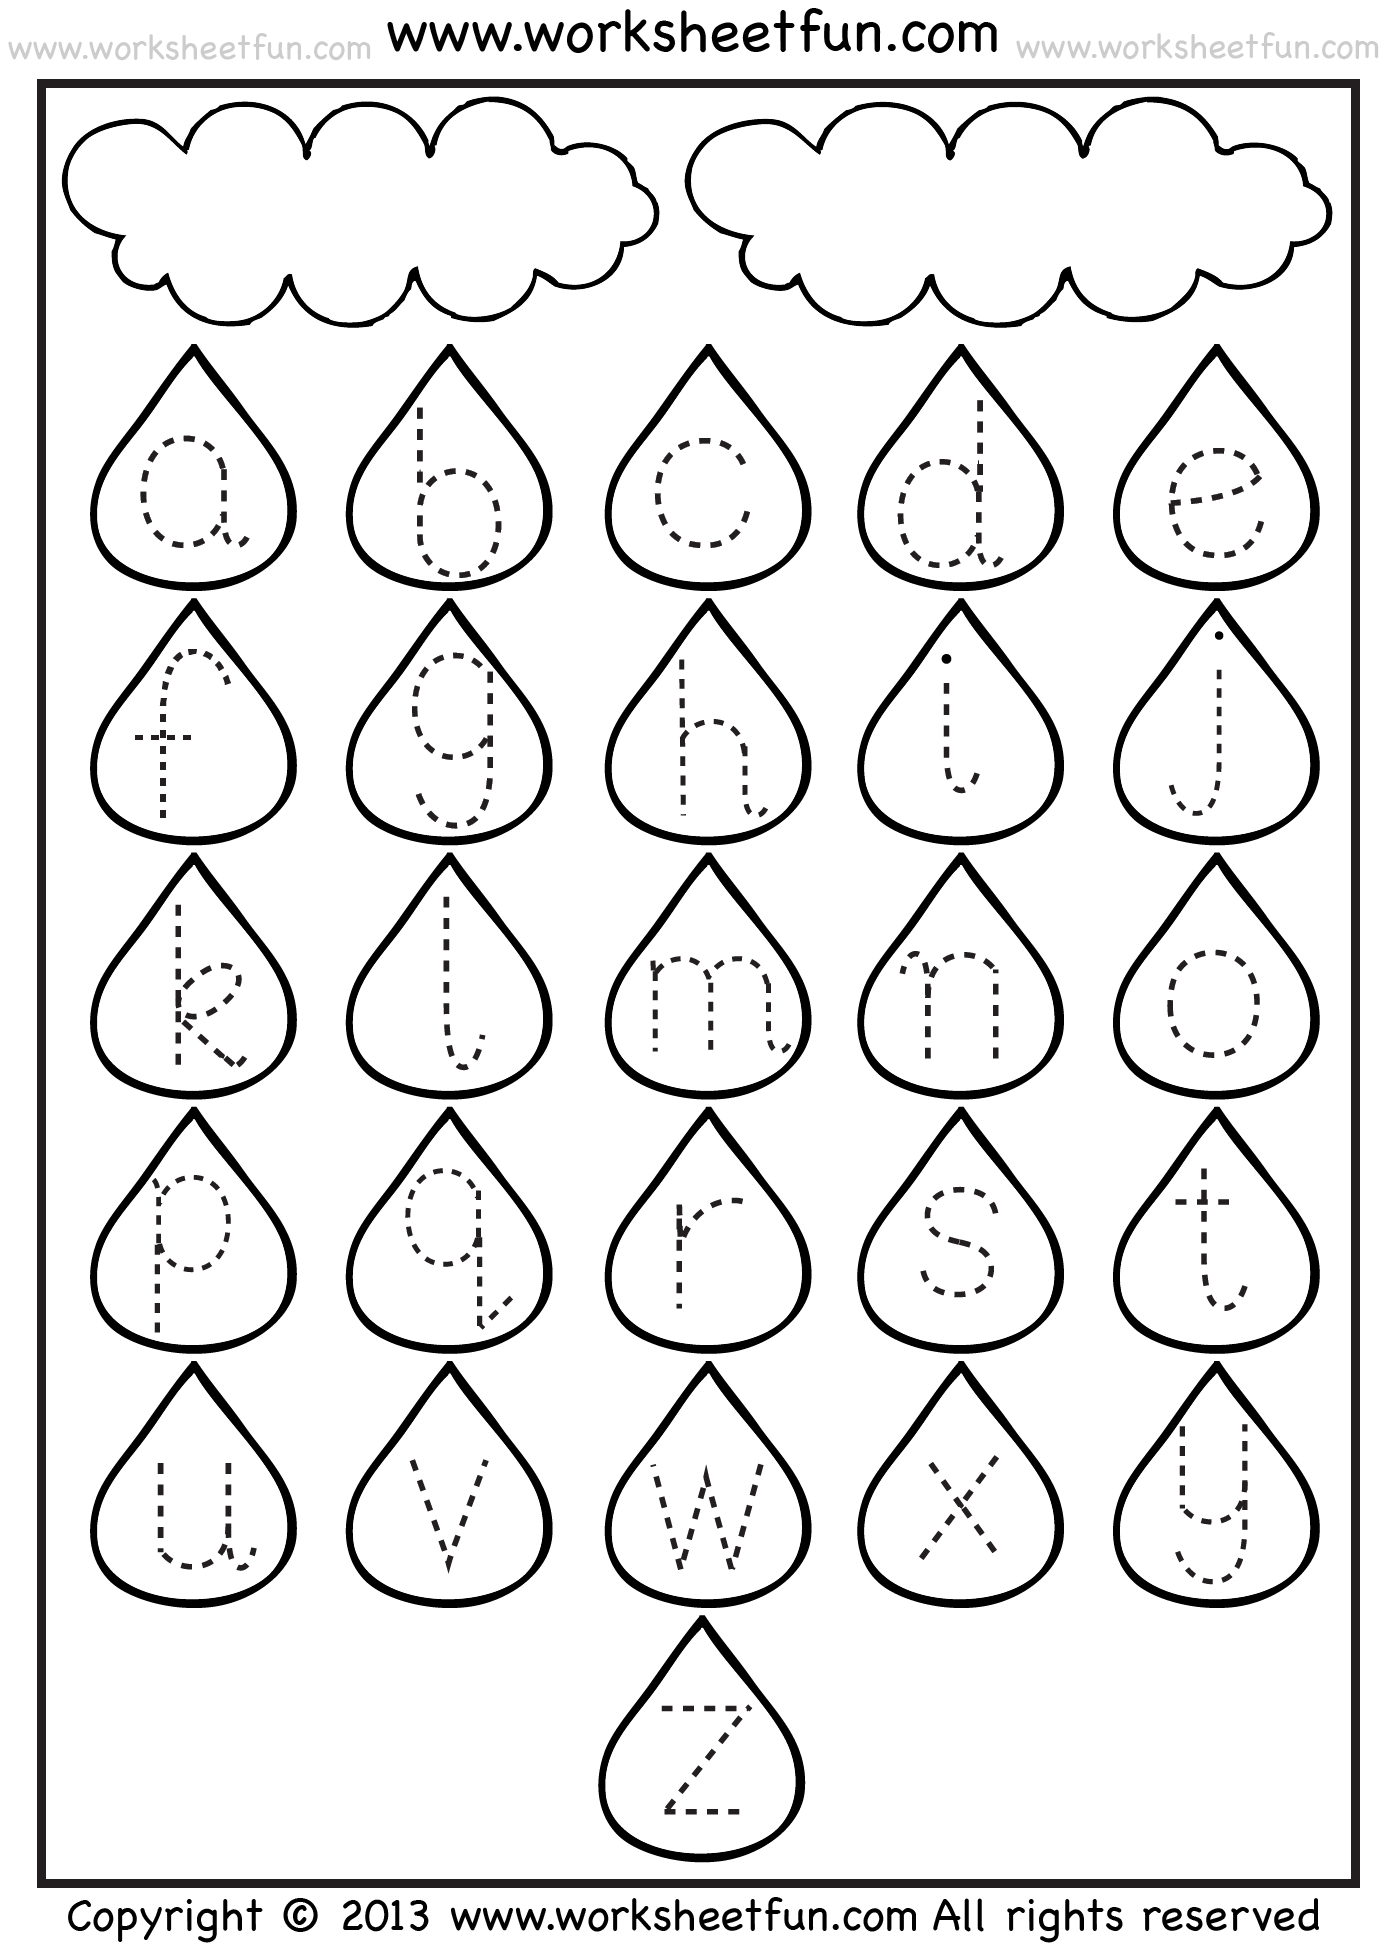 www.worksheetfun.com www.worksheetfun.com www.worksheetfun.com
a b c d e
f g h i j
k l m n o
p q r s t
u v w x y
z
Copyright © 2013 www.worksheetfun.com All rights reserved